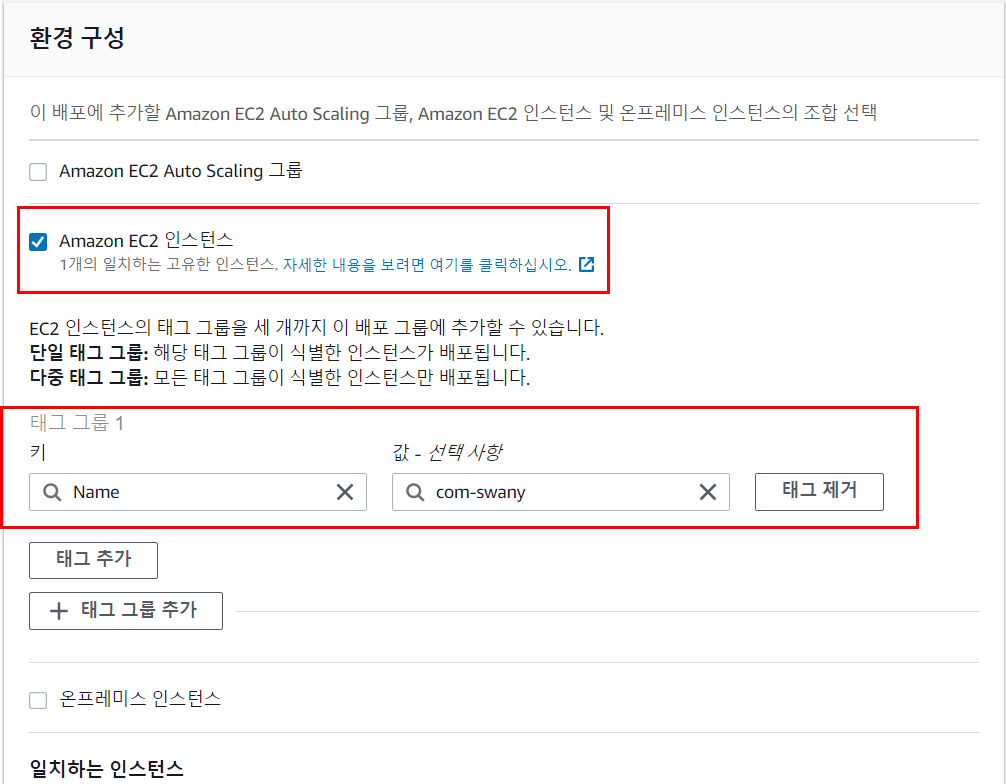 환경 구성
이 배포에 추가할 Amazon EC2 Auto Scaling 그룹, Amazon EC2 인스턴스 및 온프레미스 인스턴스의 조합 선택
Amazon EC2 Auto Scaling 그룹
Amazon EC2 인스턴스
1개의 일치하는 고유한 인스턴스. 자세한 내용을 보려면 여기를 클릭하십시오.
EC2 인스턴스의 태그 그룹을 세 개까지 이 배포 그룹에 추가할 수 있습니다.
단일 태그 그룹: 해당 태그 그룹이 식별한 인스턴스가 배포됩니다.
다중 태그 그룹: 모든 태그 그룹이 식별한 인스턴스만 배포됩니다.
태그 그룹 1
키 값 - 선택 사항
Name com-swany 태그 제거
태그 추가
태그 그룹 추가
온프레미스 인스턴스
일치하는 인스턴스